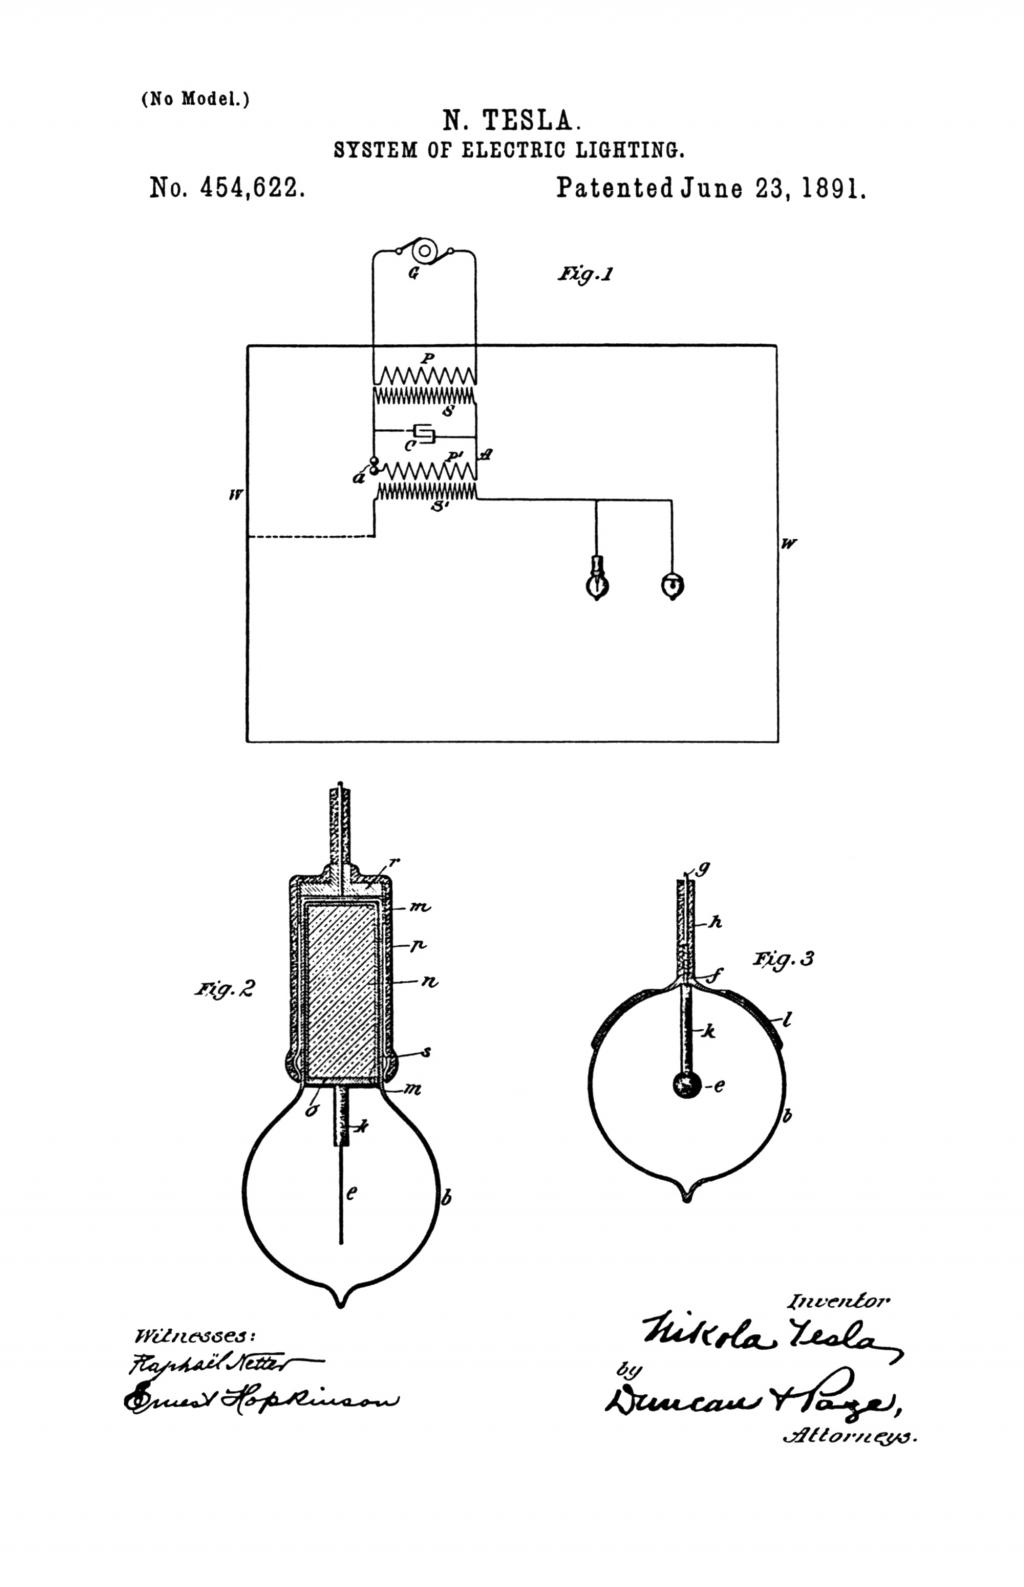 (No Model.)
N. TESLA.
SYSTEM OF ELECTRIC LIGHTING.
No. 454,622.
Patented June 23, 1891.
G
Fig. 1
P
S
C
a
P'
A
S'
W
W
Fig. 2
r
m
p
n
s
m
o
k
e
b
g
h
Fig. 3
f
l
k
e
b
Witnesses:
Raphaël Netter
Ernest Hopkinson
Inventor
Nikola Tesla
by
Duncan & Page,
Attorneys.